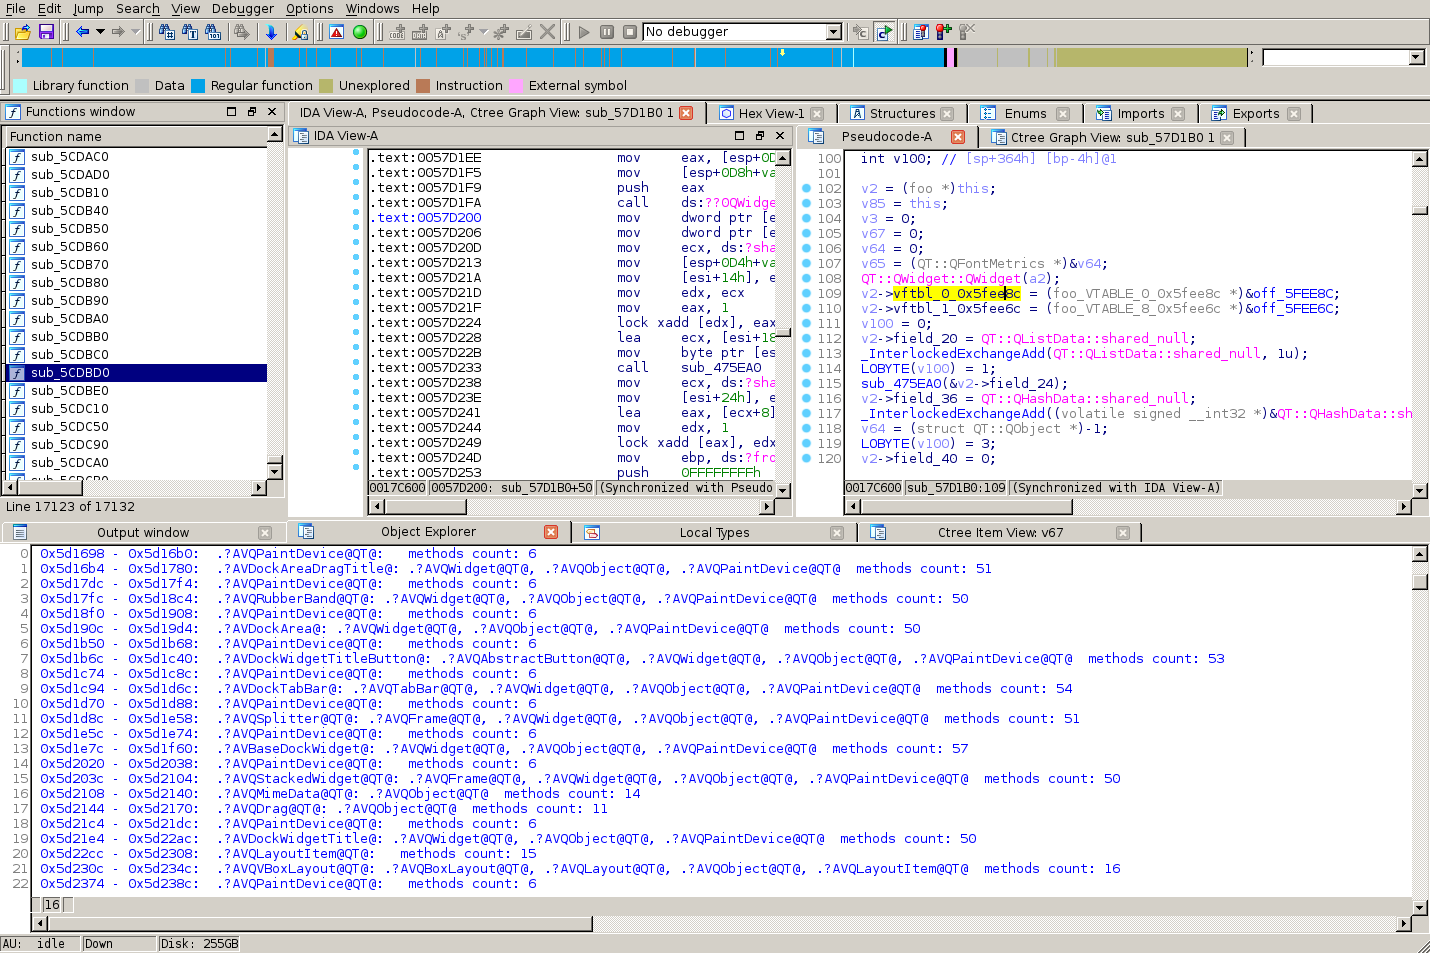 File Edit Jump Search View Debugger Options Windows Help
No debugger
Library function Data Regular function Unexplored Instruction External symbol
Functions window
Function name
sub_5CDAC0
sub_5CDAD0
sub_5CDB10
sub_5CDB40
sub_5CDB50
sub_5CDB60
sub_5CDB70
sub_5CDB80
sub_5CDB90
sub_5CDBA0
sub_5CDBB0
sub_5CDBC0
sub_5CDBD0
sub_5CDBE0
sub_5CDC10
sub_5CDC50
sub_5CDC90
sub_5CDCA0
Line 17123 of 17132
IDA View-A, Pseudocode-A, Ctree Graph View: sub_57D1B0 1
Hex View-1
Structures
Enums
Imports
Exports
IDA View-A
.text:0057D1EE mov eax, [esp+0D
.text:0057D1F5 mov [esp+0D8h+va
.text:0057D1F9 push eax
.text:0057D1FA call ds:??0QWidge
.text:0057D200 mov dword ptr [e
.text:0057D206 mov dword ptr [e
.text:0057D20D mov ecx, ds:?sha
.text:0057D213 mov [esp+0D4h+va
.text:0057D21A mov [esi+14h], e
.text:0057D21D mov edx, ecx
.text:0057D21F mov eax, 1
.text:0057D224 lock xadd [edx], eax
.text:0057D228 lea ecx, [esi+18
.text:0057D22B mov byte ptr [es
.text:0057D233 call sub_475EA0
.text:0057D238 mov ecx, ds:?sha
.text:0057D23E mov [esi+24h], e
.text:0057D241 lea eax, [ecx+8]
.text:0057D244 mov edx, 1
.text:0057D249 lock xadd [eax], edx
.text:0057D24D mov ebp, ds:?fro
.text:0057D253 push 0FFFFFFFFh
0017C600 0057D200: sub_57D1B0+50 (Synchronized with Pseudo
Pseudocode-A
Ctree Graph View: sub_57D1B0 1
100 int v100; // [sp+364h] [bp-4h]@1
101
102 v2 = (foo *)this;
103 v85 = this;
104 v3 = 0;
105 v67 = 0;
106 v64 = 0;
107 v65 = (QT::QFontMetrics *)&v64;
108 QT::QWidget::QWidget(a2);
109 v2->vftbl_0_0x5fee8c = (foo_VTABLE_0_0x5fee8c *)&off_5FEE8C;
110 v2->vftbl_1_0x5fee6c = (foo_VTABLE_8_0x5fee6c *)&off_5FEE6C;
111 v100 = 0;
112 v2->field_20 = QT::QListData::shared_null;
113 _InterlockedExchangeAdd(QT::QListData::shared_null, 1u);
114 LOBYTE(v100) = 1;
115 sub_475EA0(&v2->field_24);
116 v2->field_36 = QT::QHashData::shared_null;
117 _InterlockedExchangeAdd((volatile signed __int32 *)&QT::QHashData::sh
118 v64 = (struct QT::QObject *)-1;
119 LOBYTE(v100) = 3;
120 v2->field_40 = 0;
0017C600 sub_57D1B0:109 (Synchronized with IDA View-A)
Output window
Object Explorer
Local Types
Ctree Item View: v67
0 0x5d1698 - 0x5d16b0: .?AVQPaintDevice@QT@: methods count: 6
1 0x5d16b4 - 0x5d1780: .?AVDockAreaDragTitle@: .?AVQWidget@QT@, .?AVQObject@QT@, .?AVQPaintDevice@QT@ methods count: 51
2 0x5d17dc - 0x5d17f4: .?AVQPaintDevice@QT@: methods count: 6
3 0x5d17fc - 0x5d18c4: .?AVQRubberBand@QT@: .?AVQWidget@QT@, .?AVQObject@QT@, .?AVQPaintDevice@QT@ methods count: 50
4 0x5d18f0 - 0x5d1908: .?AVQPaintDevice@QT@: methods count: 6
5 0x5d190c - 0x5d19d4: .?AVDockArea@: .?AVQWidget@QT@, .?AVQObject@QT@, .?AVQPaintDevice@QT@ methods count: 50
6 0x5d1b50 - 0x5d1b68: .?AVQPaintDevice@QT@: methods count: 6
7 0x5d1b6c - 0x5d1c40: .?AVDockWidgetTitleButton@: .?AVQAbstractButton@QT@, .?AVQWidget@QT@, .?AVQObject@QT@, .?AVQPaintDevice@QT@ methods count: 53
8 0x5d1c74 - 0x5d1c8c: .?AVQPaintDevice@QT@: methods count: 6
9 0x5d1c94 - 0x5d1d6c: .?AVDockTabBar@: .?AVQTabBar@QT@, .?AVQWidget@QT@, .?AVQObject@QT@, .?AVQPaintDevice@QT@ methods count: 54
10 0x5d1d70 - 0x5d1d88: .?AVQPaintDevice@QT@: methods count: 6
11 0x5d1d8c - 0x5d1e58: .?AVQSplitter@QT@: .?AVQFrame@QT@, .?AVQWidget@QT@, .?AVQObject@QT@, .?AVQPaintDevice@QT@ methods count: 51
12 0x5d1e5c - 0x5d1e74: .?AVQPaintDevice@QT@: methods count: 6
13 0x5d1e7c - 0x5d1f60: .?AVBaseDockWidget@: .?AVQWidget@QT@, .?AVQObject@QT@, .?AVQPaintDevice@QT@ methods count: 57
14 0x5d2020 - 0x5d2038: .?AVQPaintDevice@QT@: methods count: 6
15 0x5d203c - 0x5d2104: .?AVQStackedWidget@QT@: .?AVQFrame@QT@, .?AVQWidget@QT@, .?AVQObject@QT@, .?AVQPaintDevice@QT@ methods count: 50
16 0x5d2108 - 0x5d2140: .?AVQMimeData@QT@: .?AVQObject@QT@ methods count: 14
17 0x5d2144 - 0x5d2170: .?AVQDrag@QT@: .?AVQObject@QT@ methods count: 11
18 0x5d21c4 - 0x5d21dc: .?AVQPaintDevice@QT@: methods count: 6
19 0x5d21e4 - 0x5d22ac: .?AVDockWidgetTitle@: .?AVQWidget@QT@, .?AVQObject@QT@, .?AVQPaintDevice@QT@ methods count: 50
20 0x5d22cc - 0x5d2308: .?AVQLayoutItem@QT@: methods count: 15
21 0x5d230c - 0x5d234c: .?AVQVBoxLayout@QT@: .?AVQBoxLayout@QT@, .?AVQLayout@QT@, .?AVQObject@QT@, .?AVQLayoutItem@QT@ methods count: 16
22 0x5d2374 - 0x5d238c: .?AVQPaintDevice@QT@: methods count: 6
16
AU: idle Down Disk: 255GB